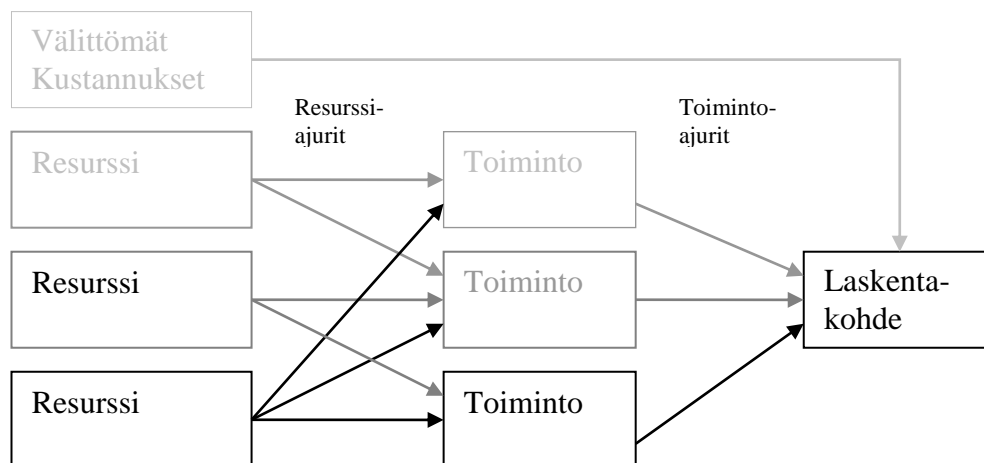 Välittömät
Kustannukset
Resurssi-
ajurit
Toiminto-
ajurit
Resurssi
Toiminto
Resurssi
Toiminto
Laskenta-
kohde
Resurssi
Toiminto